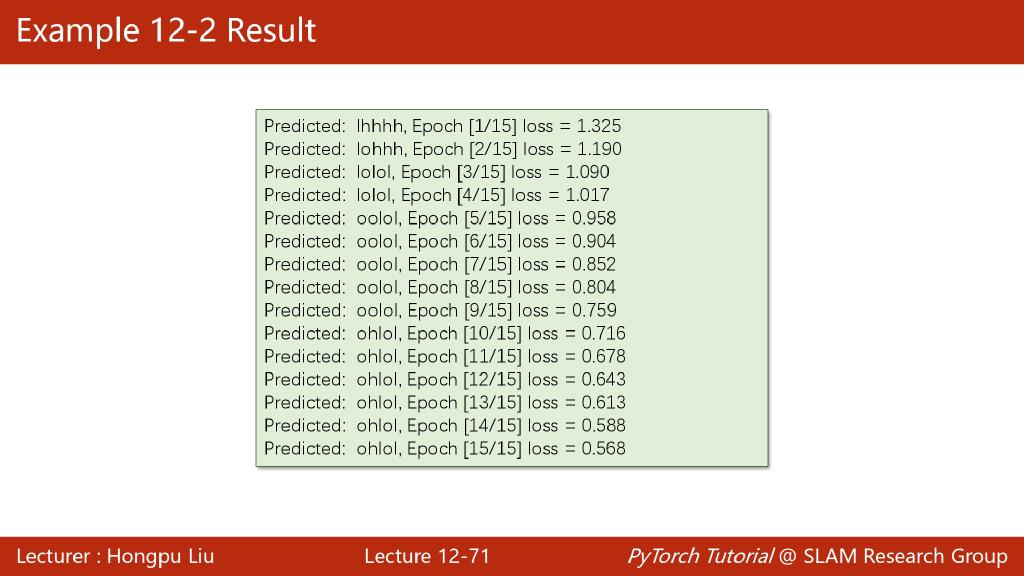 Example 12-2 Result
Predicted: lhhhh, Epoch [1/15] loss = 1.325
Predicted: lohhh, Epoch [2/15] loss = 1.190
Predicted: lolol, Epoch [3/15] loss = 1.090
Predicted: lolol, Epoch [4/15] loss = 1.017
Predicted: oolol, Epoch [5/15] loss = 0.958
Predicted: oolol, Epoch [6/15] loss = 0.904
Predicted: oolol, Epoch [7/15] loss = 0.852
Predicted: oolol, Epoch [8/15] loss = 0.804
Predicted: oolol, Epoch [9/15] loss = 0.759
Predicted: ohlol, Epoch [10/15] loss = 0.716
Predicted: ohlol, Epoch [11/15] loss = 0.678
Predicted: ohlol, Epoch [12/15] loss = 0.643
Predicted: ohlol, Epoch [13/15] loss = 0.613
Predicted: ohlol, Epoch [14/15] loss = 0.588
Predicted: ohlol, Epoch [15/15] loss = 0.568
Lecturer : Hongpu Liu Lecture 12-71 PyTorch Tutorial @ SLAM Research Group